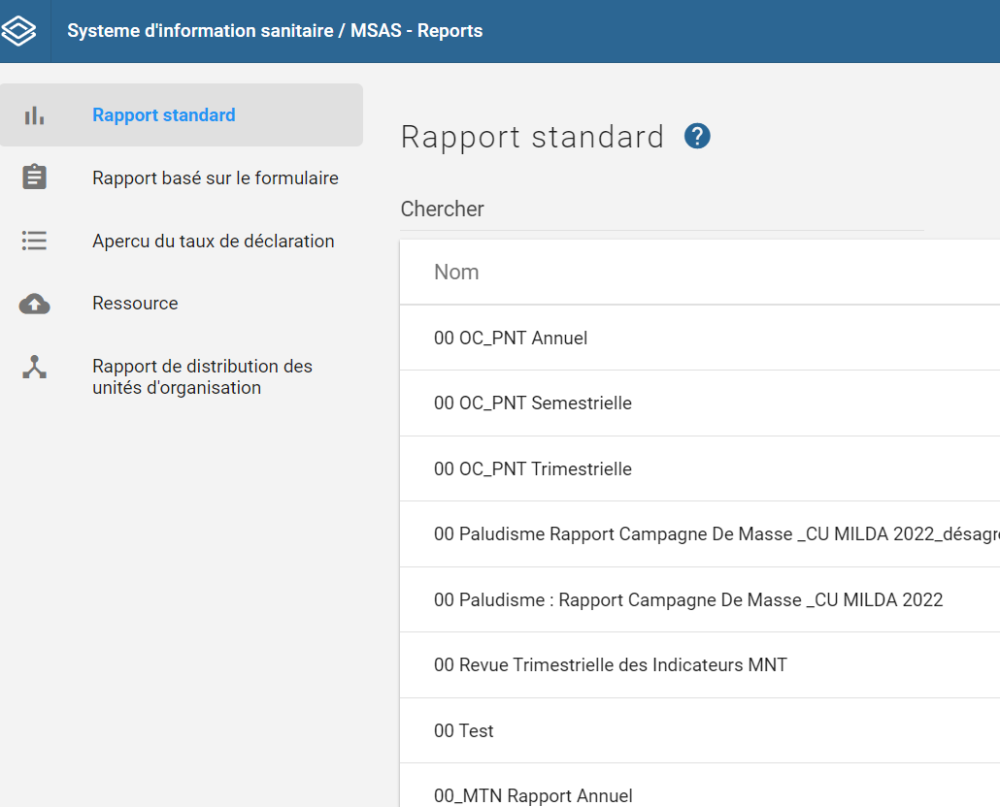 Systeme d'information sanitaire / MSAS - Reports
Rapport standard
Rapport basé sur le formulaire
Apercu du taux de déclaration
Ressource
Rapport de distribution des
unités d'organisation
Rapport standard ?
Chercher
Nom
00 OC_PNT Annuel
00 OC_PNT Semestrielle
00 OC_PNT Trimestrielle
00 Paludisme Rapport Campagne De Masse _CU MILDA 2022_désagr
00 Paludisme : Rapport Campagne De Masse _CU MILDA 2022
00 Revue Trimestrielle des Indicateurs MNT
00 Test
00_MTN Rapport Annuel